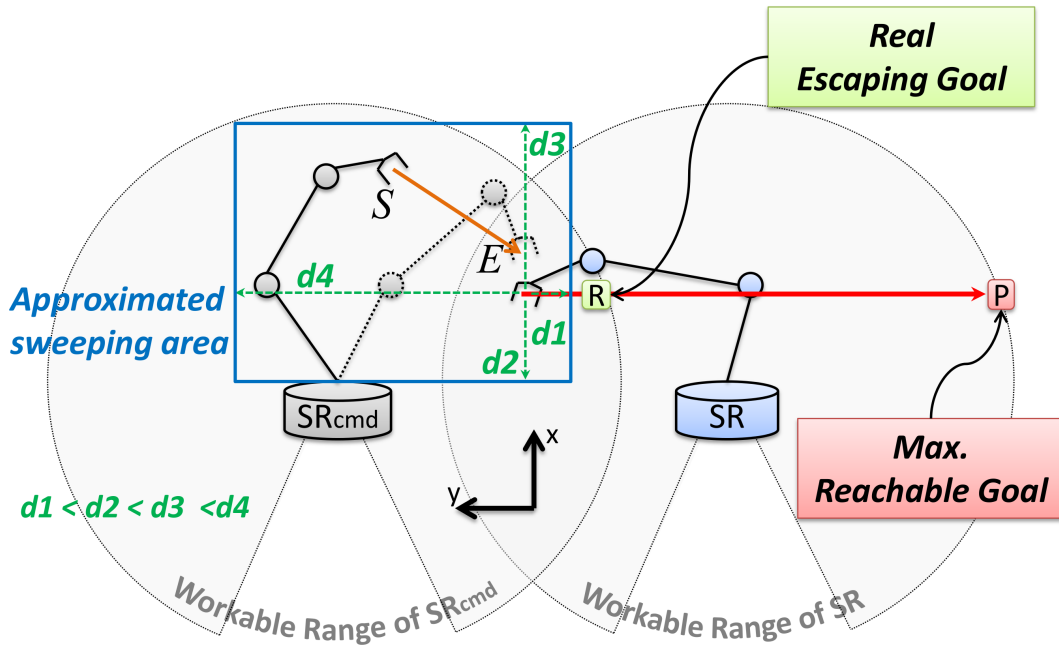 Real
Escaping Goal
d3
S
E
d4
R
P
Approximated
sweeping area
d1
d2
SRcmd
SR
x
y
Max.
Reachable Goal
d1 < d2 < d3 <d4
Workable Range of SRcmd
Workable Range of SR